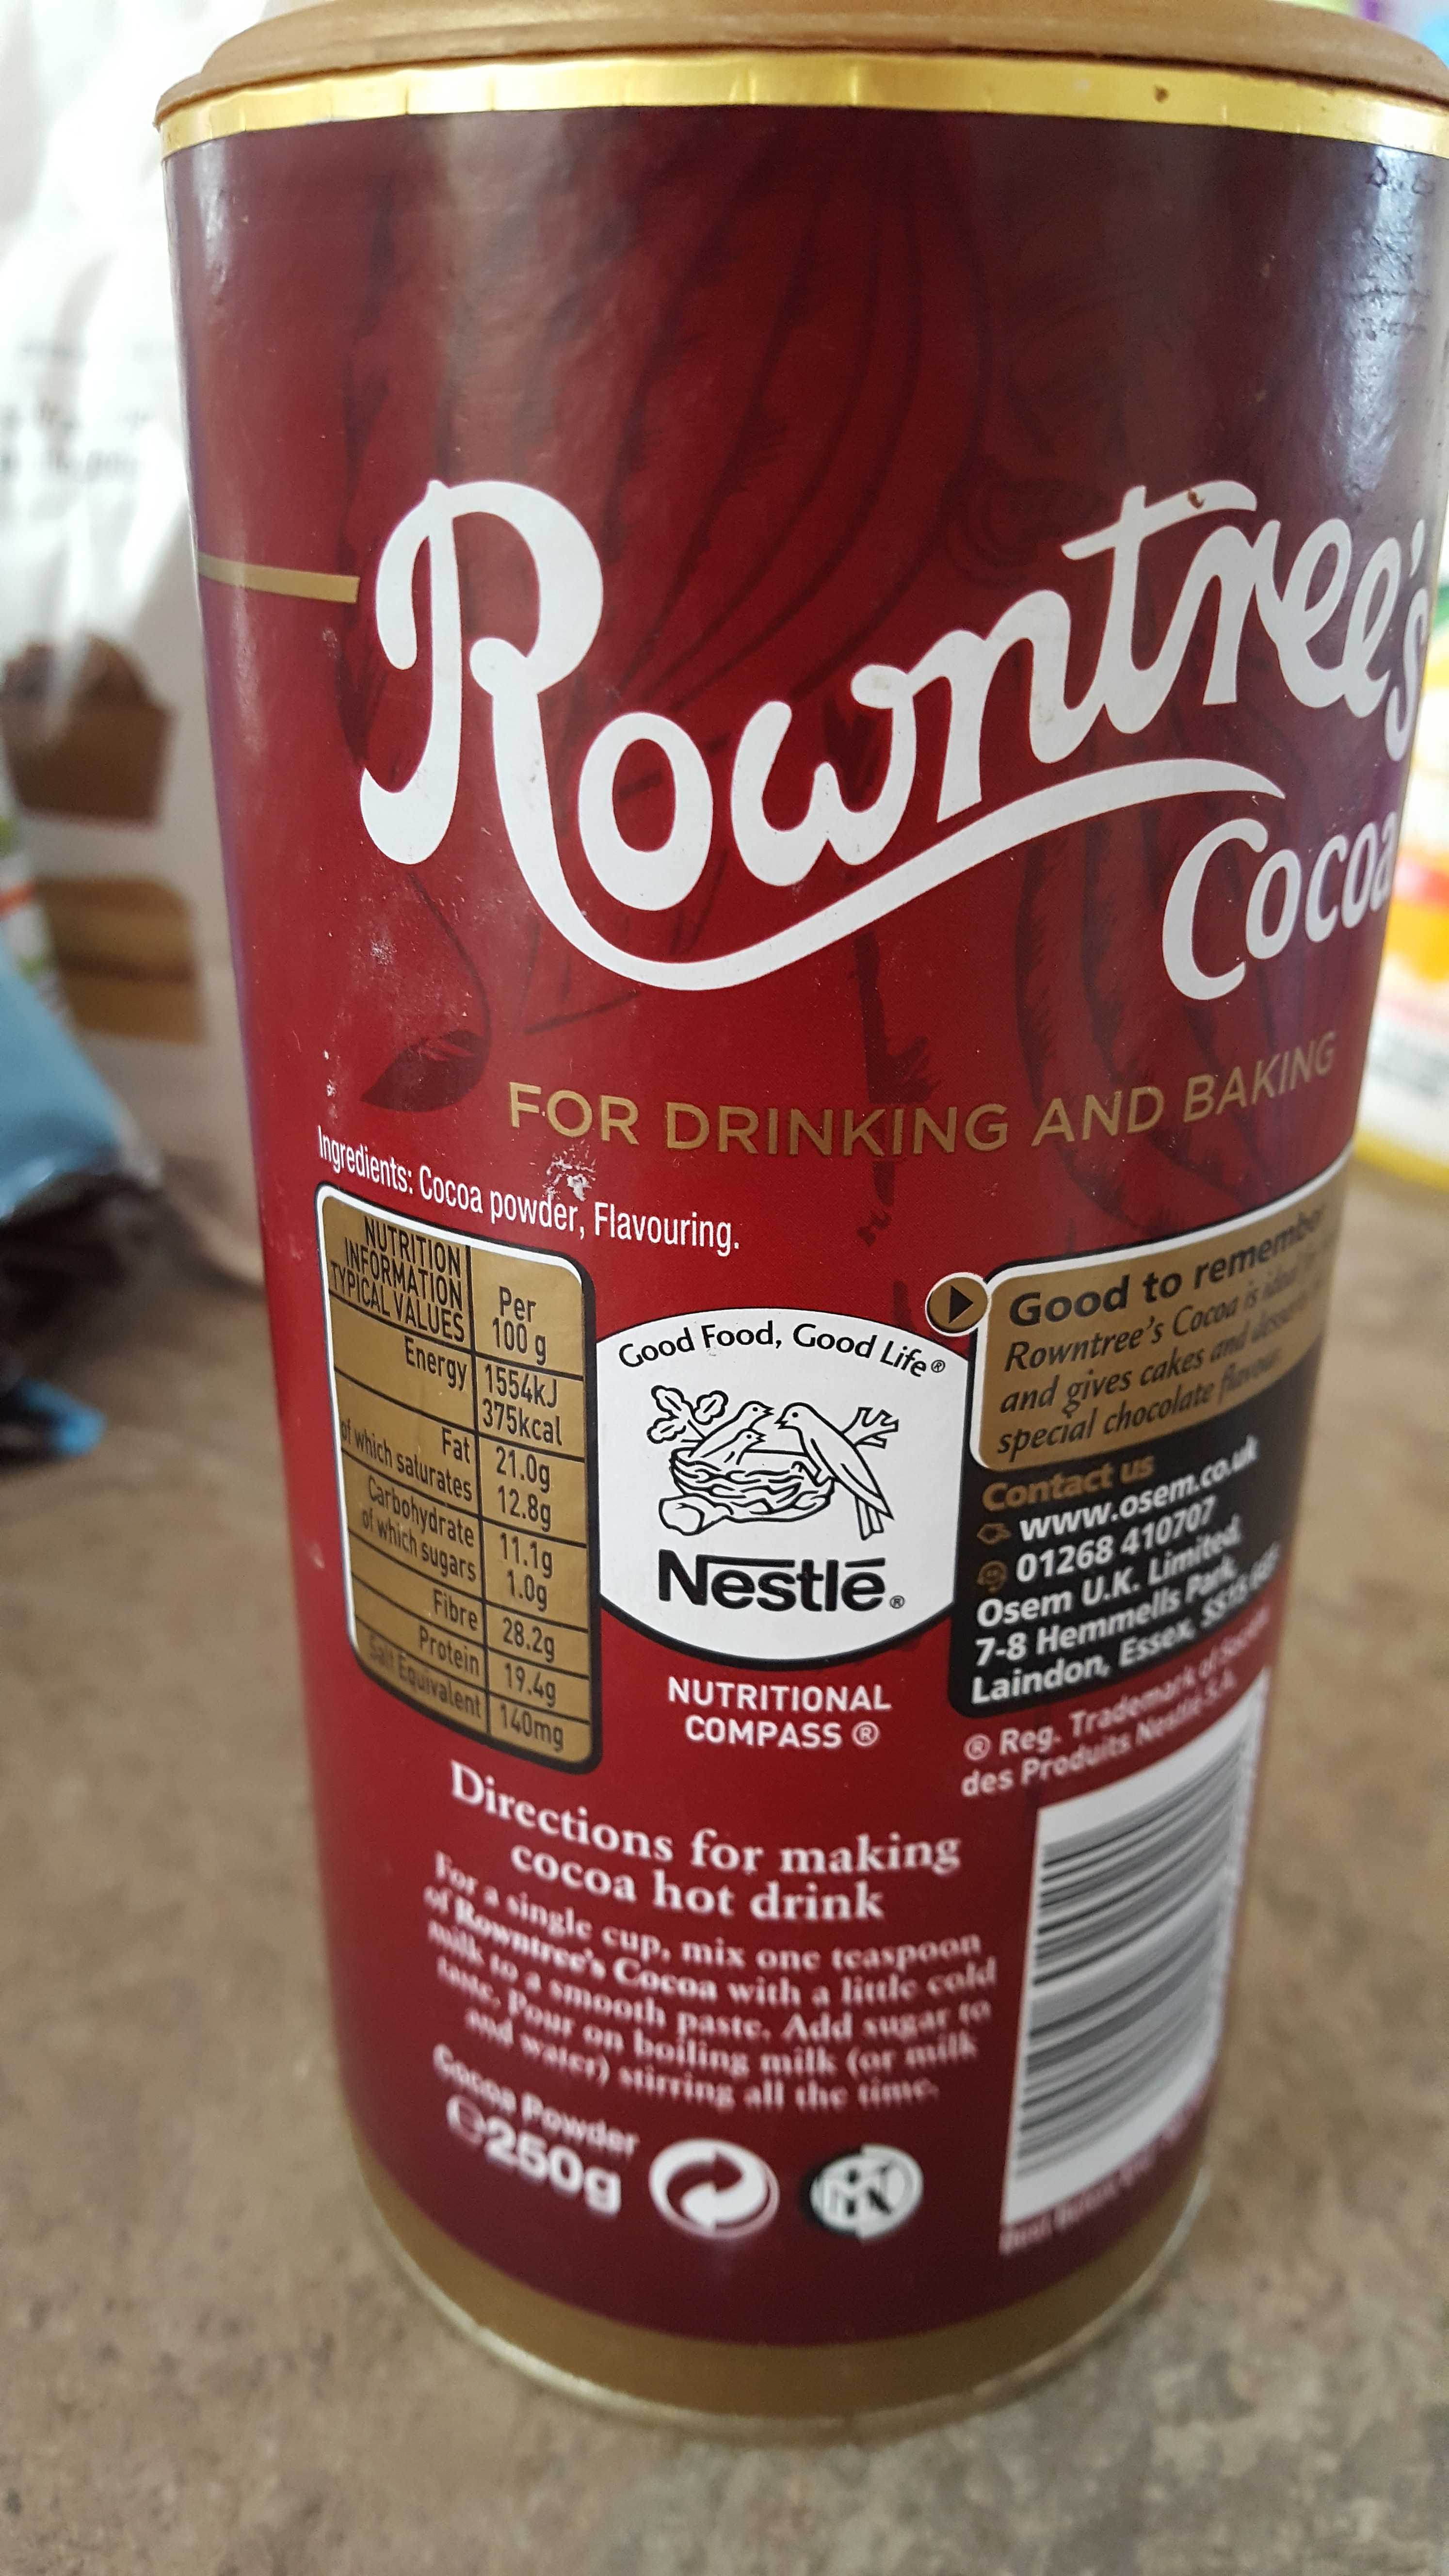 Rowntree's
Cocoa
FOR DRINKING AND BAKING
Ingredients: Cocoa powder, Flavouring.
NUTRITION
INFORMATION
TYPICAL VALUES
Per
100 g
Energy 1554kJ
375kcal
Fat 21.0g
of which saturates 12.8g
Carbohydrate 11.1g
of which sugars 1.0g
Fibre 28.2g
Protein 19.4g
Salt Equivalent 140mg
Good Food, Good Life®
Nestlé®
NUTRITIONAL
COMPASS ®
Good to remember
Rowntree's Cocoa is ideal
and gives cakes and desserts
special chocolate flavour.
Contact us
www.osem.co.uk
01268 410707
Osem U.K. Limited,
7-8 Hemmells Park,
Laindon, Essex, SS15
® Reg. Trademark of Société
des Produits Nestlé S.A.
Directions for making
cocoa hot drink
For a single cup, mix one teaspoon
of Rowntree's Cocoa with a little cold
milk to a smooth paste. Add sugar to
taste. Pour on boiling milk (or milk
and water) stirring all the time.
Cocoa Powder
℮250g